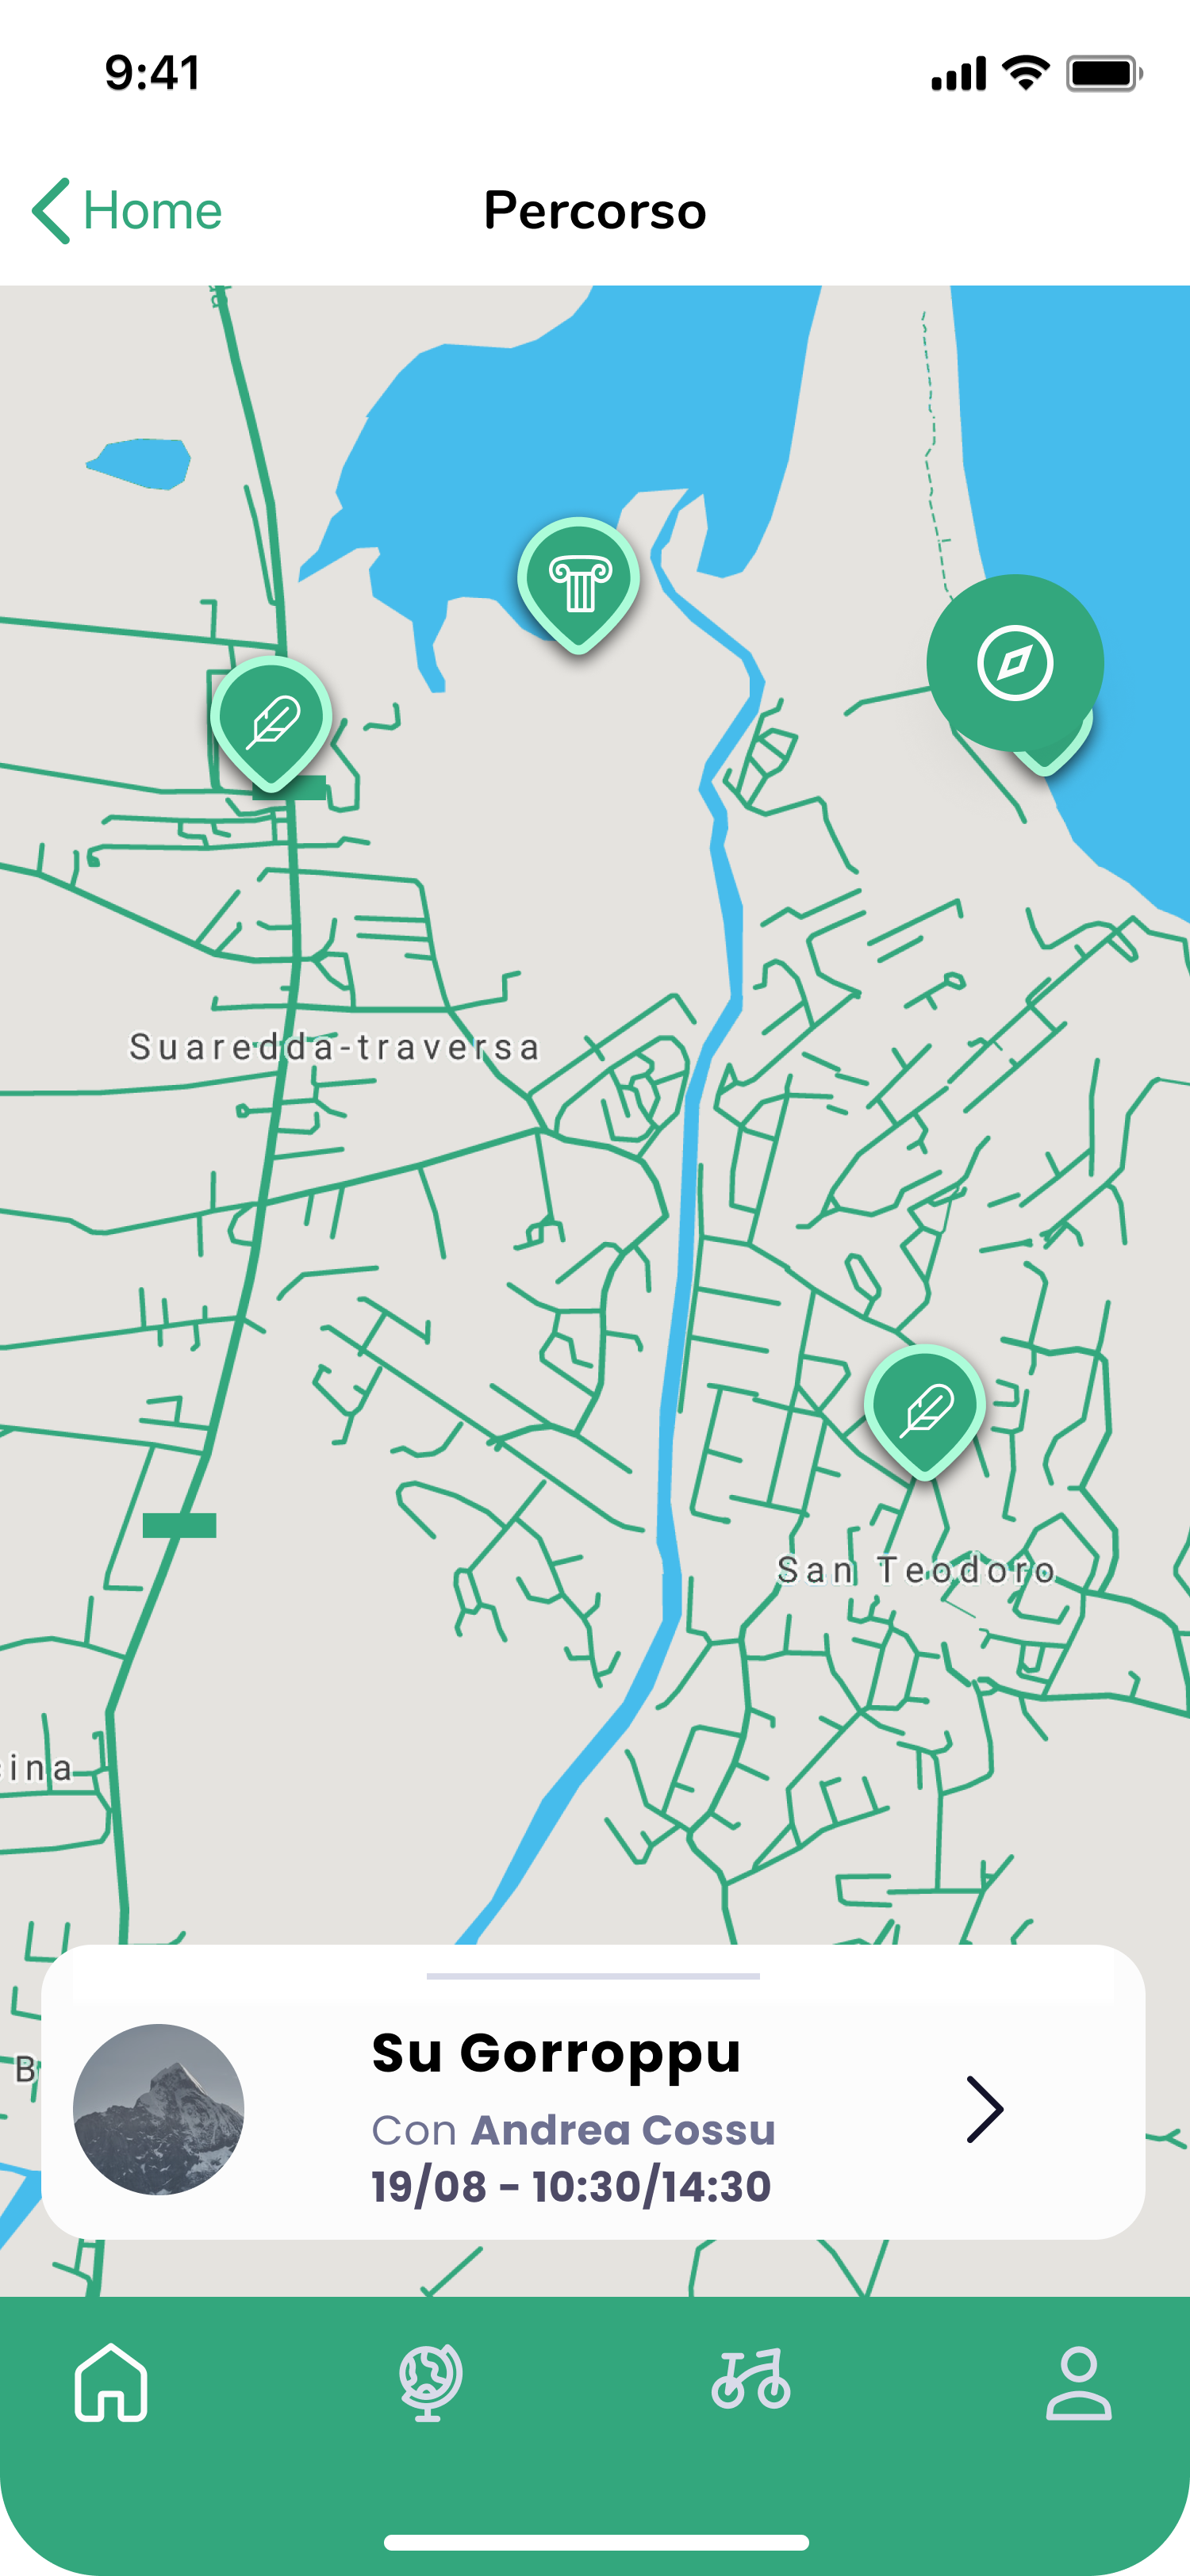 9:41
Home
Percorso
Suaredda-traversa
San Teodoro
ina
B
Su Gorroppu
Con Andrea Cossu
19/08 - 10:30/14:30